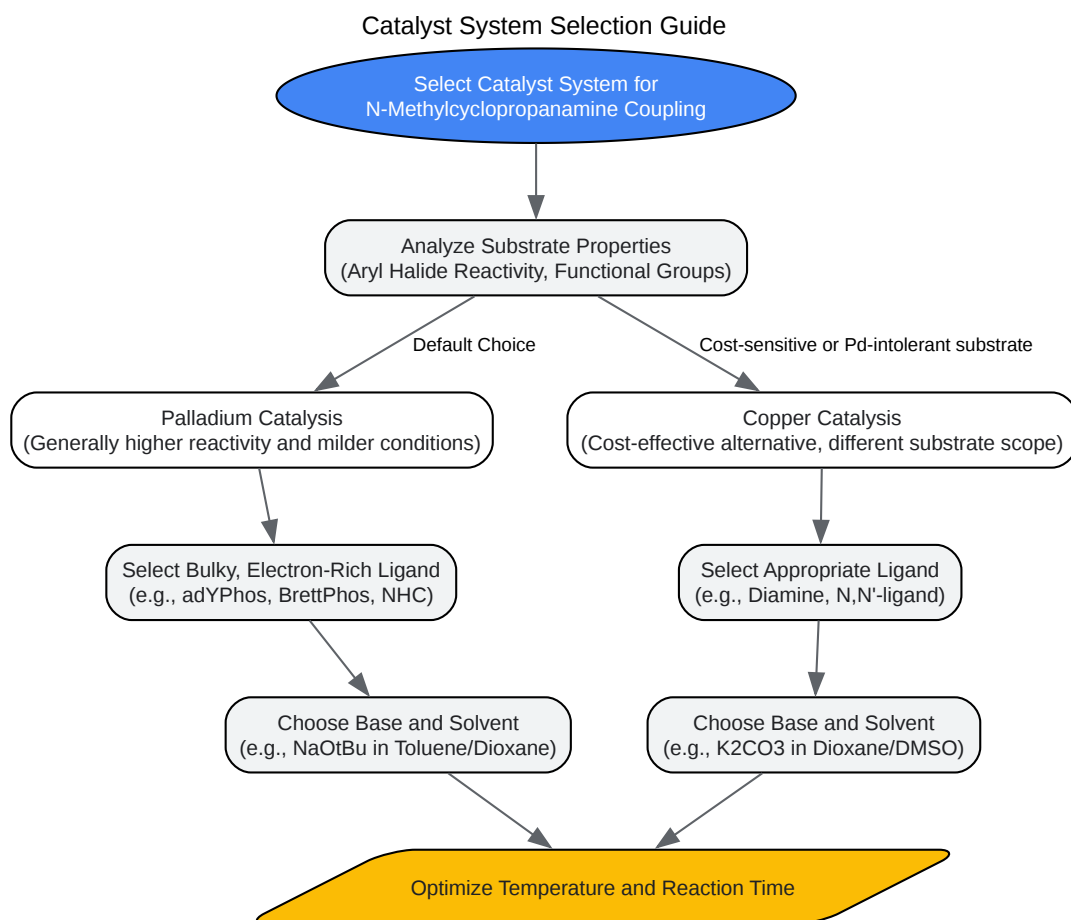 Catalyst System Selection Guide
Select Catalyst System for
N-Methylcyclopropanamine Coupling
Analyze Substrate Properties
(Aryl Halide Reactivity, Functional Groups)
Default Choice
Cost-sensitive or Pd-intolerant substrate
Palladium Catalysis
(Generally higher reactivity and milder conditions)
Copper Catalysis
(Cost-effective alternative, different substrate scope)
Select Bulky, Electron-Rich Ligand
(e.g., adYPhos, BrettPhos, NHC)
Select Appropriate Ligand
(e.g., Diamine, N,N'-ligand)
Choose Base and Solvent
(e.g., NaOtBu in Toluene/Dioxane)
Choose Base and Solvent
(e.g., K2CO3 in Dioxane/DMSO)
Optimize Temperature and Reaction Time